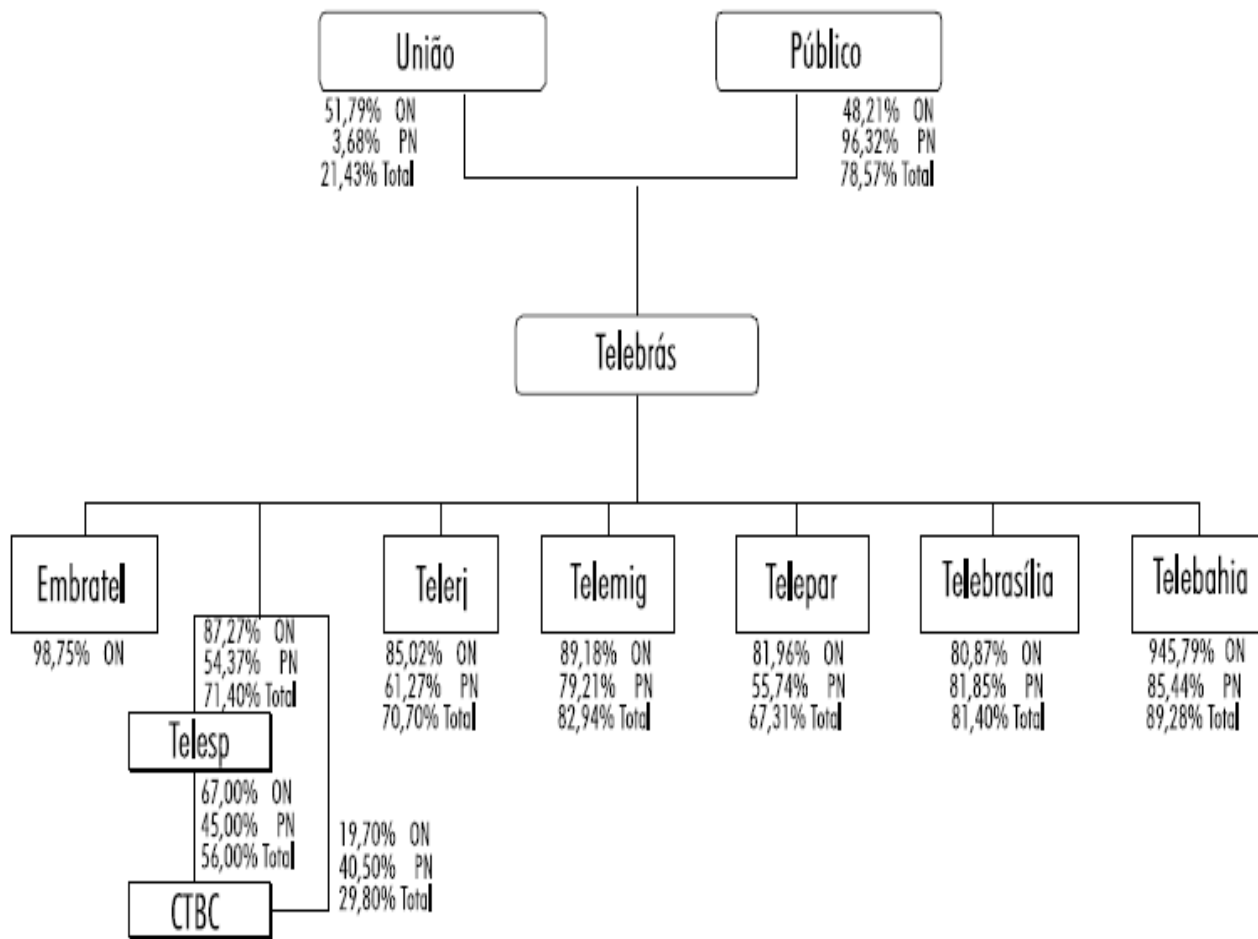 União
51,79% ON
3,68% PN
21,43% Total
Público
48,21% ON
96,32% PN
78,57% Total
Telebrás
Embratel
98,75% ON
87,27% ON
54,37% PN
71,40% Total
Telesp
67,00% ON
45,00% PN
56,00% Total
CTBC
19,70% ON
40,50% PN
29,80% Total
Telerj
85,02% ON
61,27% PN
70,70% Total
Telemig
89,18% ON
79,21% PN
82,94% Total
Telepar
81,96% ON
55,74% PN
67,31% Total
Telebrasília
80,87% ON
81,85% PN
81,40% Total
Telebahia
945,79% ON
85,44% PN
89,28% Total